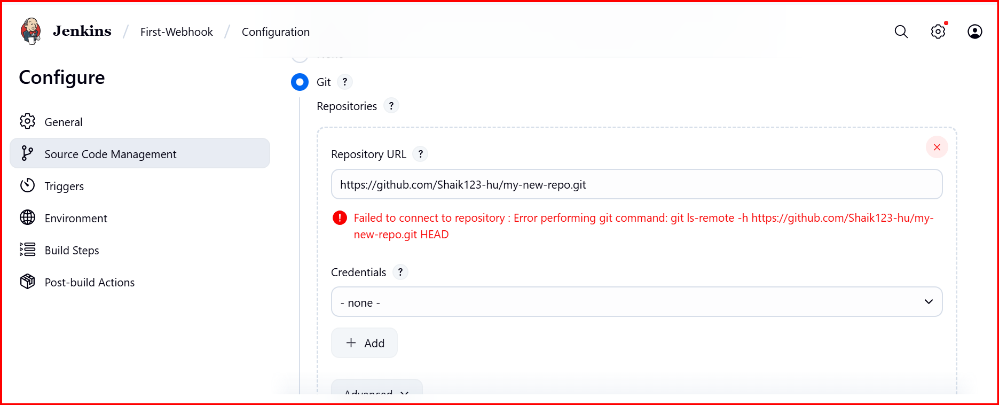 Jenkins / First-Webhook / Configuration
None
Configure
Git ?
Repositories ?
General
Source Code Management
Triggers
Environment
Build Steps
Post-build Actions
Repository URL ?
https://github.com/Shaik123-hu/my-new-repo.git
Failed to connect to repository : Error performing git command: git ls-remote -h https://github.com/Shaik123-hu/my-
new-repo.git HEAD
Credentials ?
- none -
+ Add
Advanced